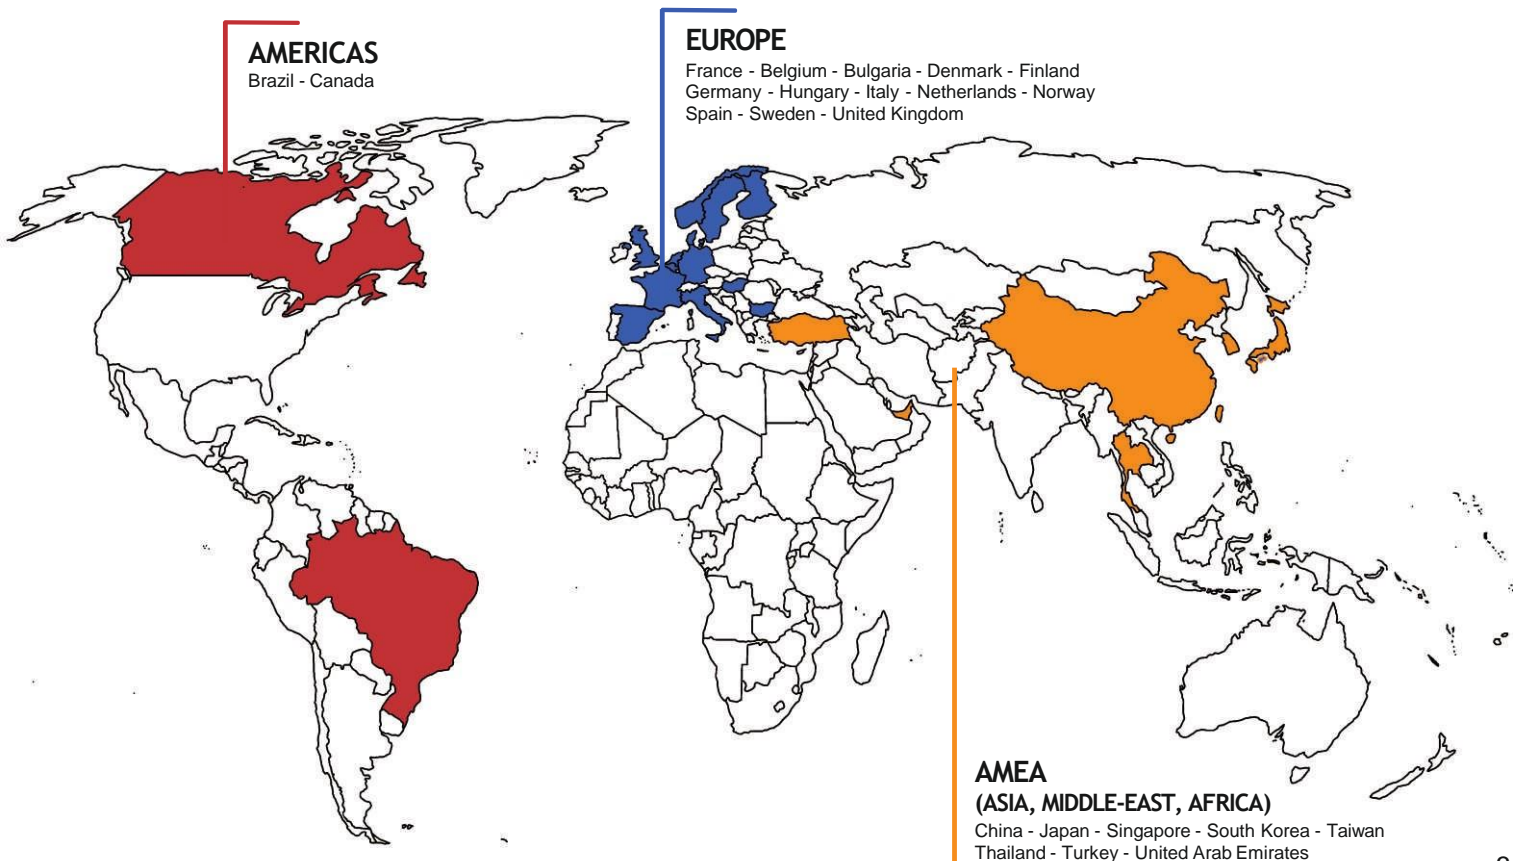 AMERICAS
Brazil - Canada
EUROPE
France - Belgium - Bulgaria - Denmark - Finland
Germany - Hungary - Italy - Netherlands - Norway
Spain - Sweden - United Kingdom
AMEA
(ASIA, MIDDLE-EAST, AFRICA)
China - Japan - Singapore - South Korea - Taiwan
Thailand - Turkey - United Arab Emirates